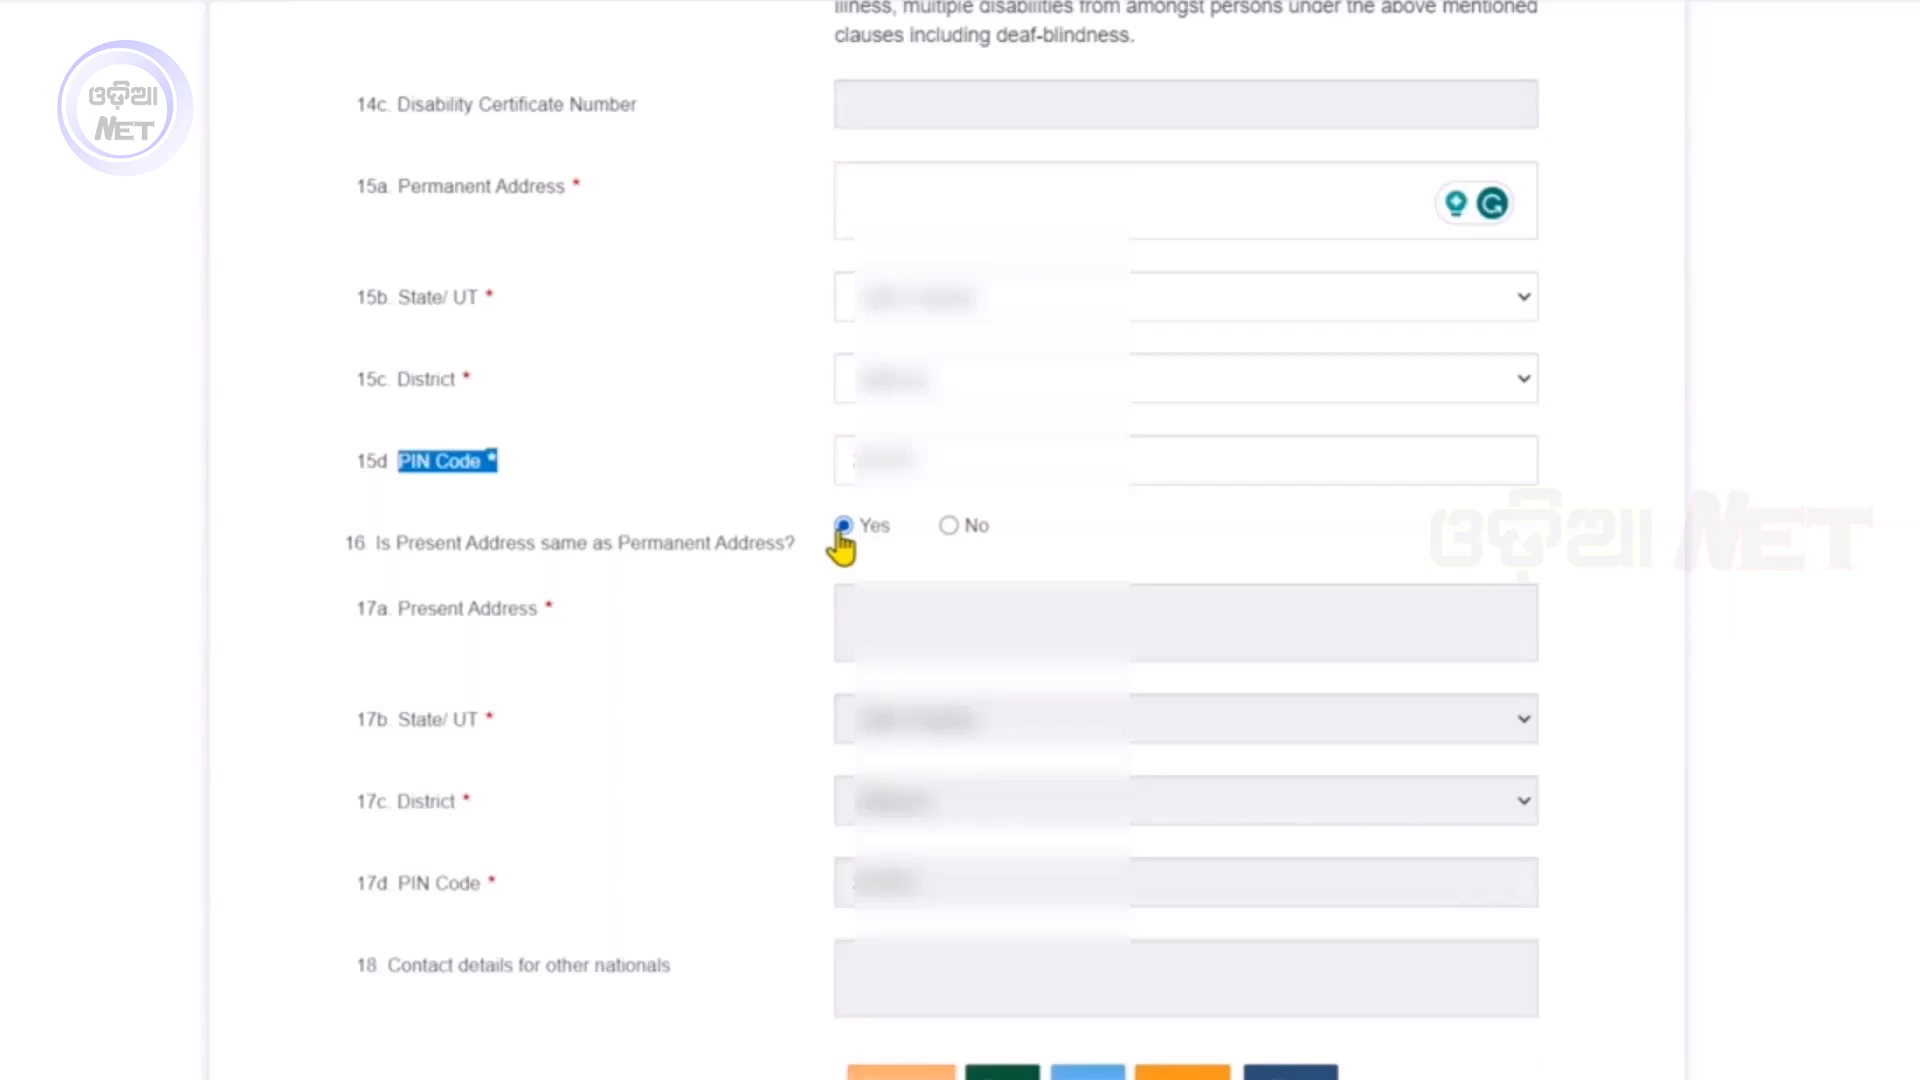 illness, multiple disabilities from amongst persons under the above mentioned
clauses including deaf-blindness.
ଓଡ଼ିଆ
NET
14c. Disability Certificate Number
15a. Permanent Address *
15b. State/ UT *
15c. District *
15d PIN Code *
Yes No
16. Is Present Address same as Permanent Address?
ଓଡ଼ିଆ NET
17a. Present Address *
17b. State/ UT *
17c. District *
17d. PIN Code *
18. Contact details for other nationals